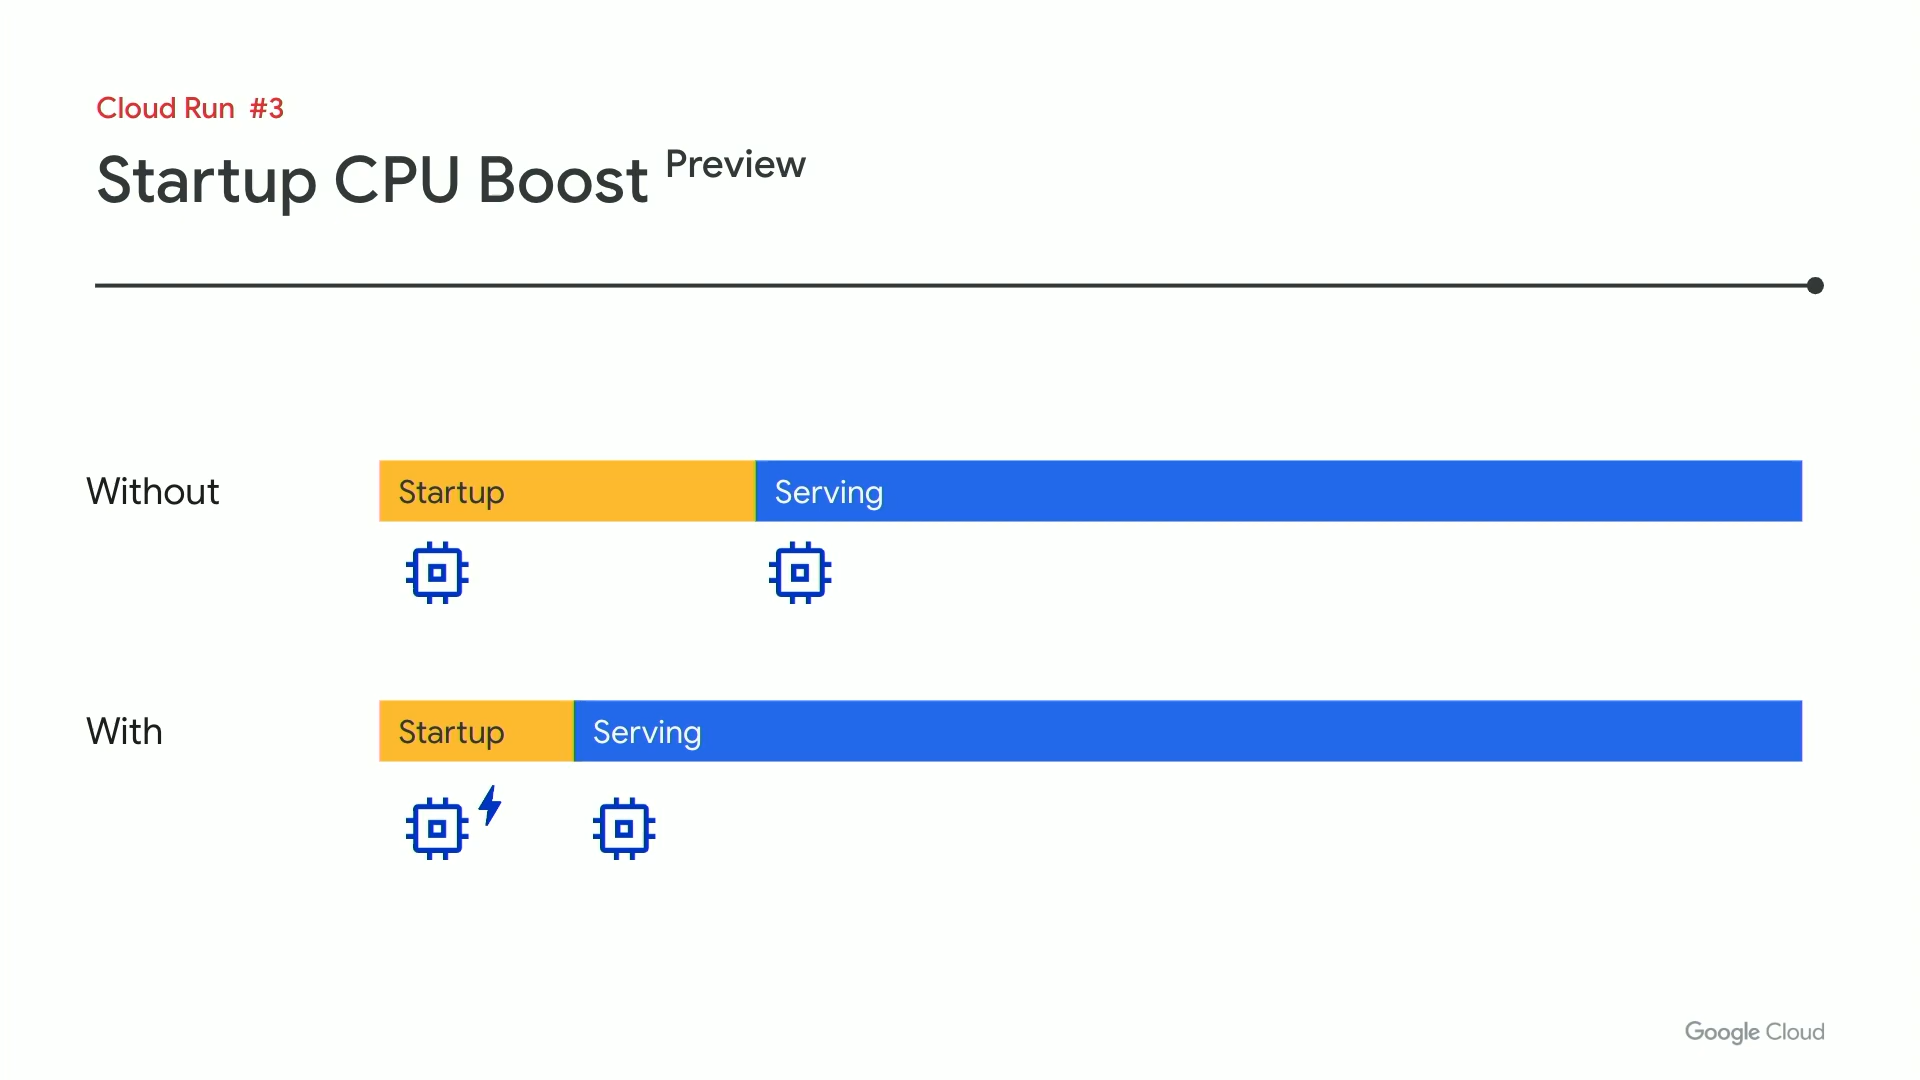 Cloud Run #3
Startup CPU Boost Preview
Without
Startup
Serving
With
Startup
Serving
Google Cloud